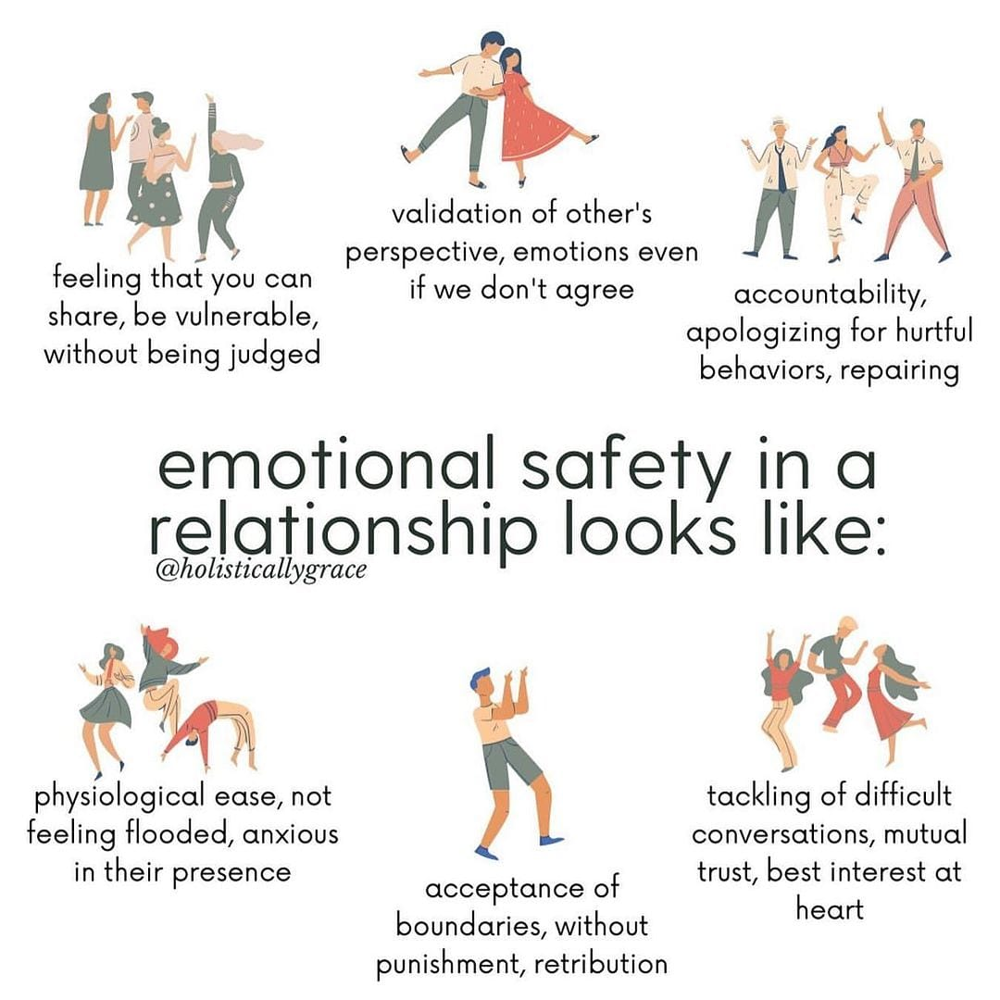 validation of other's
perspective, emotions even
if we don't agree
feeling that you can
share, be vulnerable,
without being judged
accountability,
apologizing for hurtful
behaviors, repairing
emotional safety in a
relationship looks like:
@holisticallygrace
physiological ease, not
feeling flooded, anxious
in their presence
acceptance of
boundaries, without
punishment, retribution
tackling of difficult
conversations, mutual
trust, best interest at
heart